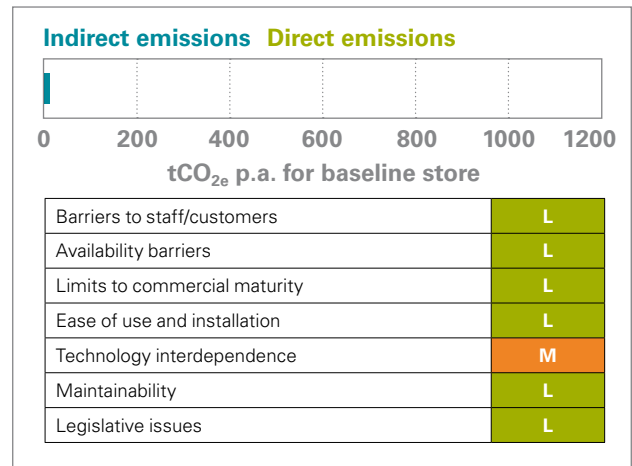 Indirect emissions Direct emissions
0 200 400 600 800 1000 1200
tCO2e p.a. for baseline store
Barriers to staff/customers L
Availability barriers L
Limits to commercial maturity L
Ease of use and installation L
Technology interdependence M
Maintainability L
Legislative issues L